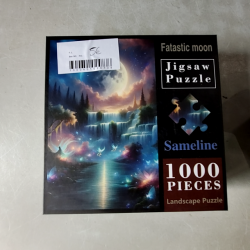 Fatastic moon
Jigsaw
Puzzle
Sameline
1000
PIECES
Landscape Puzzle